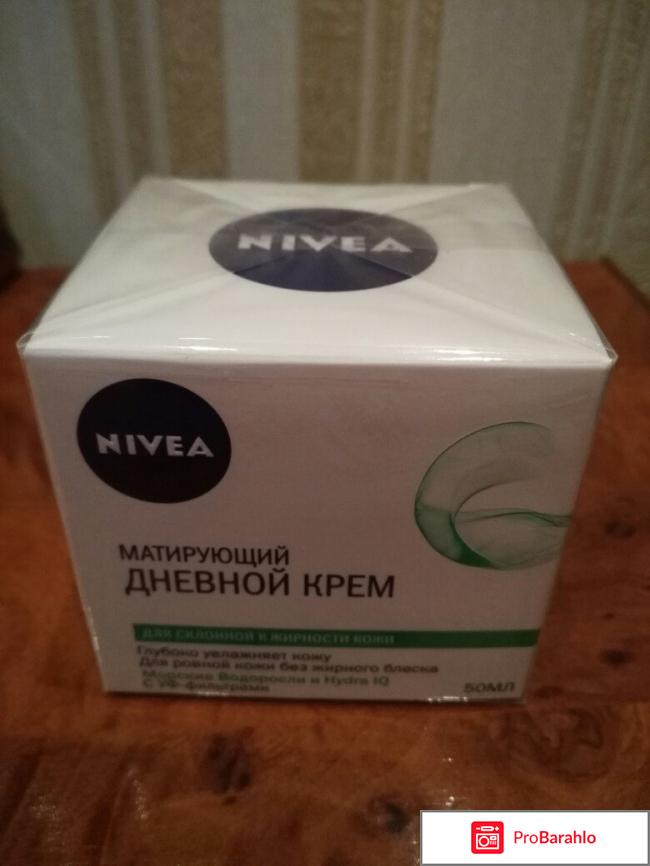 NIVEA
NIVEA
МАТИРУЮЩИЙ
ДНЕВНОЙ КРЕМ
ДЛЯ СКЛОННОЙ К ЖИРНОСТИ КОЖИ
Глубоко увлажняет кожу
Для ровной кожи без жирного блеска
Морские Водоросли и Hydra IQ
С УФ-фильтрами
50МЛ
ProBarahlo